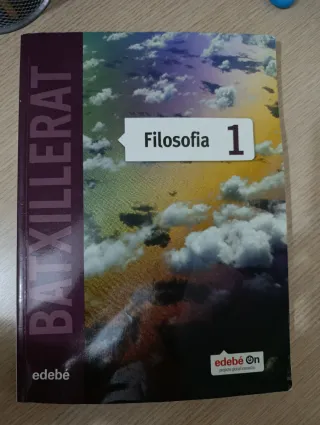 BATXILLERAT
Filosofia 1
edebé On
edebé